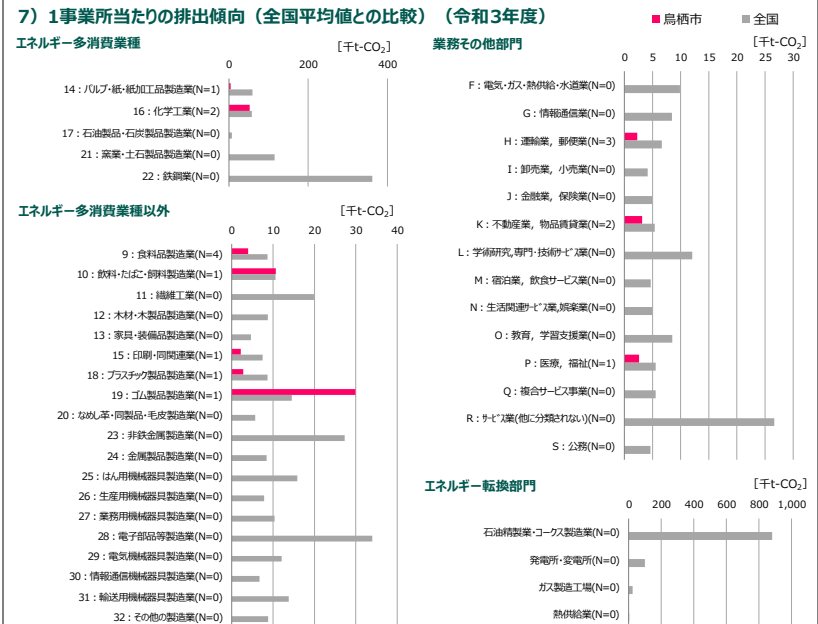 7）1事業所当たりの排出傾向（全国平均値との比較）（令和3年度）
■鳥栖市 ■全国
エネルギー多消費業種
[千t-CO₂]
0 200 400
14：パルプ・紙・紙加工品製造業(N=1)
16：化学工業(N=2)
17：石油製品・石炭製品製造業(N=0)
21：窯業・土石製品製造業(N=0)
22：鉄鋼業(N=0)
エネルギー多消費業種以外
[千t-CO₂]
0 10 20 30 40
9：食料品製造業(N=4)
10：飲料・たばこ・飼料製造業(N=1)
11：繊維工業(N=0)
12：木材・木製品製造業(N=0)
13：家具・装備品製造業(N=0)
15：印刷・同関連業(N=1)
18：プラスチック製品製造業(N=1)
19：ゴム製品製造業(N=1)
20：なめし革・同製品・毛皮製造業(N=0)
23：非鉄金属製造業(N=0)
24：金属製品製造業(N=0)
25：はん用機械器具製造業(N=0)
26：生産用機械器具製造業(N=0)
27：業務用機械器具製造業(N=0)
28：電子部品等製造業(N=0)
29：電気機械器具製造業(N=0)
30：情報通信機械器具製造業(N=0)
31：輸送用機械器具製造業(N=0)
32：その他の製造業(N=0)
業務その他部門
[千t-CO₂]
0 5 10 15 20 25 30
F：電気・ガス・熱供給・水道業(N=0)
G：情報通信業(N=0)
H：運輸業，郵便業(N=3)
I：卸売業，小売業(N=0)
J：金融業，保険業(N=0)
K：不動産業，物品賃貸業(N=2)
L：学術研究,専門・技術サービス業(N=0)
M：宿泊業，飲食サービス業(N=0)
N：生活関連サービス業,娯楽業(N=0)
O：教育，学習支援業(N=0)
P：医療，福祉(N=1)
Q：複合サービス事業(N=0)
R：サービス業(他に分類されない)(N=0)
S：公務(N=0)
エネルギー転換部門
[千t-CO₂]
0 200 400 600 800 1,000
石油精製業・コークス製造業(N=0)
発電所・変電所(N=0)
ガス製造工場(N=0)
熱供給業(N=0)